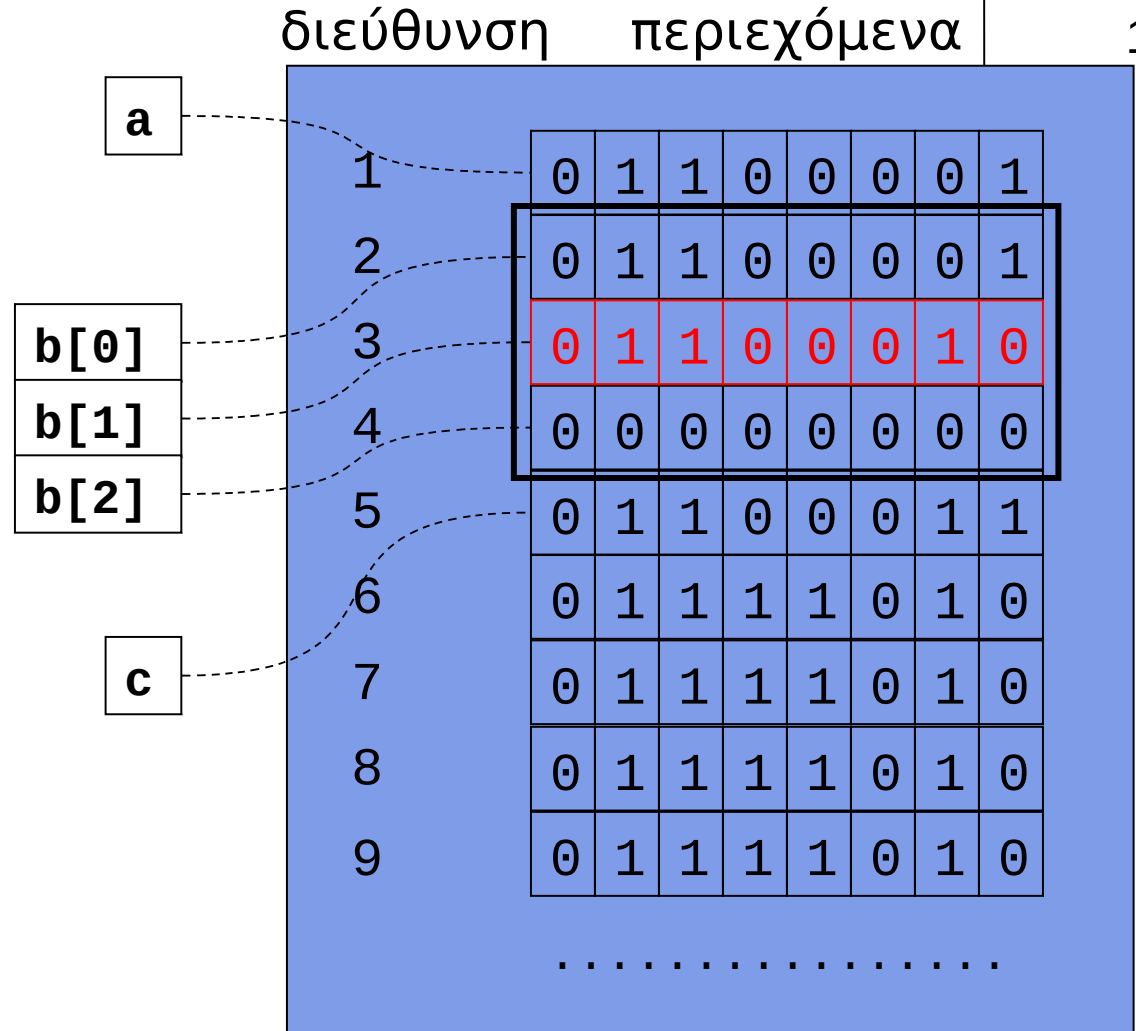 διεύθυνση περιεχόμενα
a
1 0 1 1 0 0 0 0 1
2 0 1 1 0 0 0 0 1
b[0]
3 0 1 1 0 0 0 1 0
b[1]
4 0 0 0 0 0 0 0 0
b[2]
5 0 1 1 0 0 0 1 1
6 0 1 1 1 1 0 1 0
c
7 0 1 1 1 1 0 1 0
8 0 1 1 1 1 0 1 0
9 0 1 1 1 1 0 1 0
................